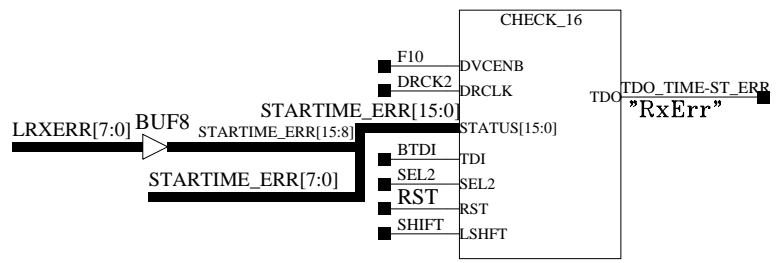 CHECK_16
F10
DVCENB
DRCK2
DRCLK
TDO
TDO_TIME-ST_ERR
"RxErr"
STARTIME_ERR[15:0]
STATUS[15:0]
LRXERR[7:0]
BUF8
STARTIME_ERR[15:8]
BTDI
TDI
STARTIME_ERR[7:0]
SEL2
SEL2
RST
RST
SHIFT
LSHFT